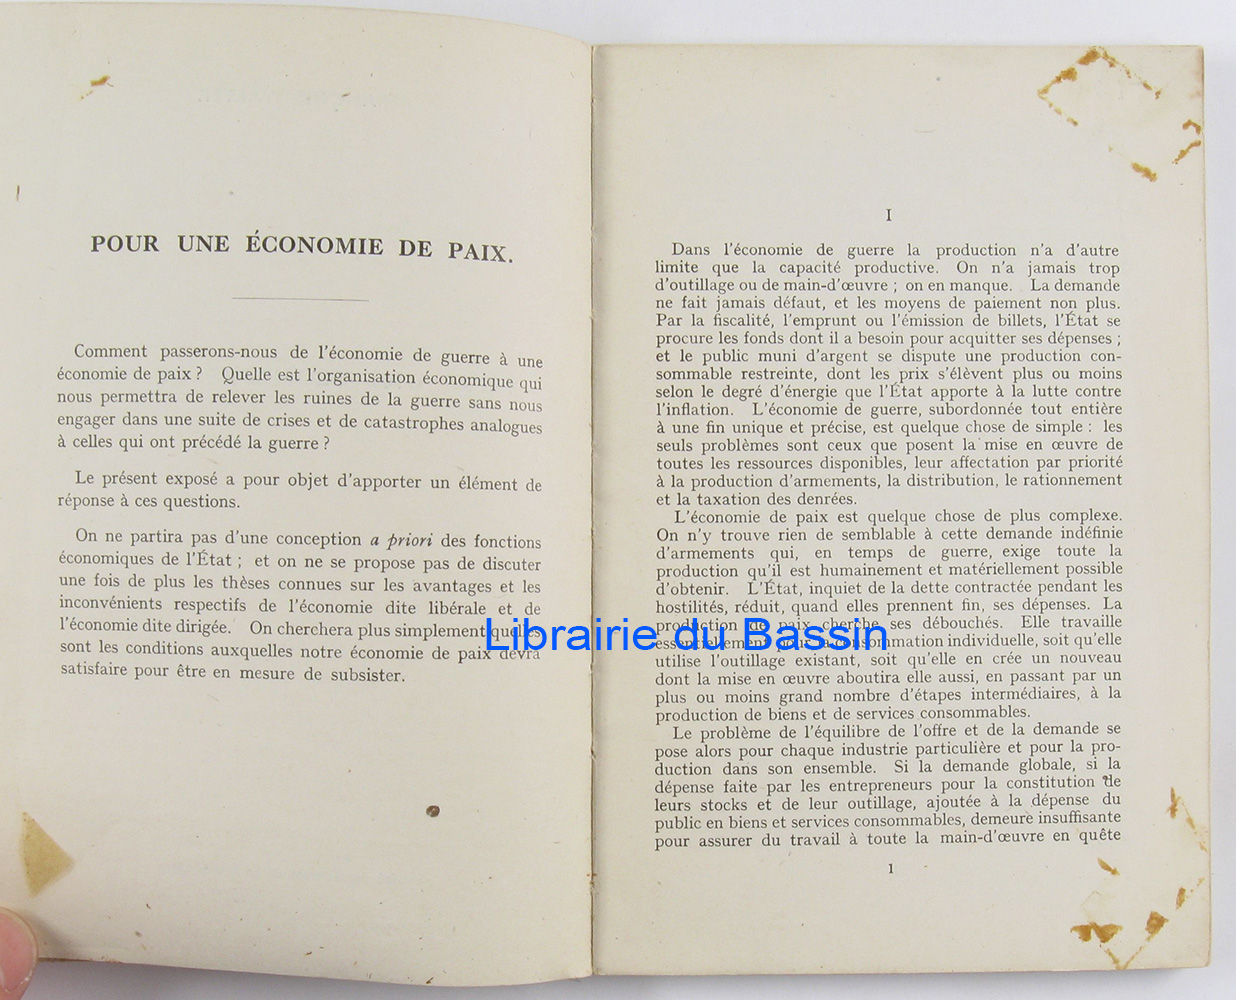 POUR UNE ÉCONOMIE DE PAIX.
Comment passerons-nous de l'économie de guerre à une
économie de paix ? Quelle est l'organisation économique qui
nous permettra de relever les ruines de la guerre sans nous
engager dans une suite de crises et de catastrophes analogues
à celles qui ont précédé la guerre ?
Le présent exposé a pour objet d'apporter un élément de
réponse à ces questions.
On ne partira pas d'une conception a priori des fonctions
économiques de l'État ; et on ne se propose pas de discuter
une fois de plus les thèses connues sur les avantages et les
inconvénients respectifs de l'économie dite libérale et de
l'économie dite dirigée. On cherchera plus simplement quelles
sont les conditions auxquelles notre économie de paix devra
satisfaire pour être en mesure de subsister.
I
Dans l'économie de guerre la production n'a d'autre
limite que la capacité productive. On n'a jamais trop
d'outillage ou de main-d'œuvre ; on en manque. La demande
ne fait jamais défaut, et les moyens de paiement non plus.
Par la fiscalité, l'emprunt ou l'émission de billets, l'État se
procure les fonds dont il a besoin pour acquitter ses dépenses ;
et le public muni d'argent se dispute une production con-
sommable restreinte, dont les prix s'élèvent plus ou moins
selon le degré d'énergie que l'État apporte à la lutte contre
l'inflation. L'économie de guerre, subordonnée tout entière
à une fin unique et précise, est quelque chose de simple : les
seuls problèmes sont ceux que posent la mise en œuvre de
toutes les ressources disponibles, leur affectation par priorité
à la production d'armements, la distribution, le rationnement
et la taxation des denrées.
L'économie de paix est quelque chose de plus complexe.
On n'y trouve rien de semblable à cette demande indéfinie
d'armements qui, en temps de guerre, exige toute la
production qu'il est humainement et matériellement possible
d'obtenir. L'État, inquiet de la dette contractée pendant les
hostilités, réduit, quand elles prennent fin, ses dépenses. La
production de paix cherche ses débouchés. Elle travaille
essentiellement pour la consommation individuelle, soit qu'elle
utilise l'outillage existant, soit qu'elle en crée un nouveau
dont la mise en œuvre aboutira elle aussi, en passant par un
plus ou moins grand nombre d'étapes intermédiaires, à la
production de biens et de services consommables.
Le problème de l'équilibre de l'offre et de la demande se
pose alors pour chaque industrie particulière et pour la pro-
duction dans son ensemble. Si la demande globale, si la
dépense faite par les entrepreneurs pour la constitution de
leurs stocks et de leur outillage, ajoutée à la dépense du
public en biens et services consommables, demeure insuffisante
pour assurer du travail à toute la main-d'œuvre en quête
1
Librairie du Bassin